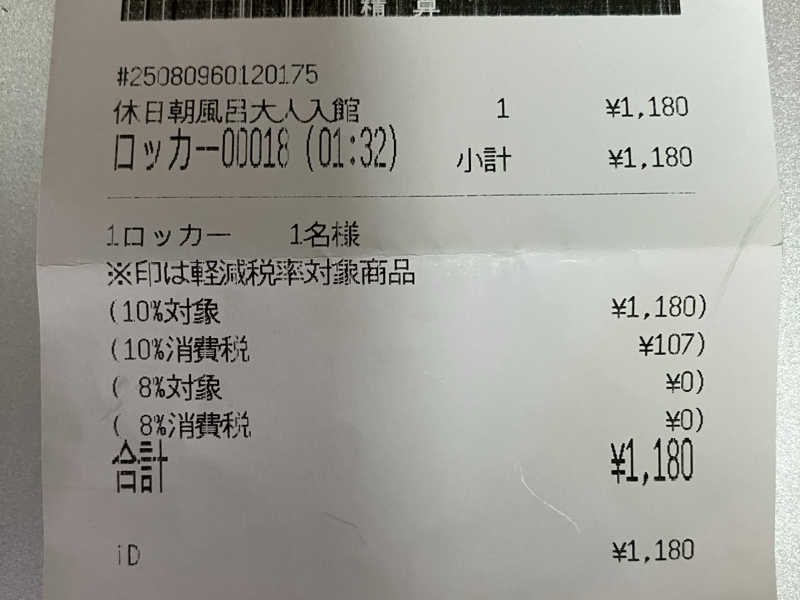 精算
#25080960120175
休日朝風呂大人入館 1 ¥1,180
ロッカー00018 (01:32) 小計 ¥1,180
1ロッカー 1名様
※印は軽減税率対象商品
(10%対象 ¥1,180)
(10%消費税 ¥107)
( 8%対象 ¥0)
( 8%消費税 ¥0)
合計 ¥1,180
iD ¥1,180